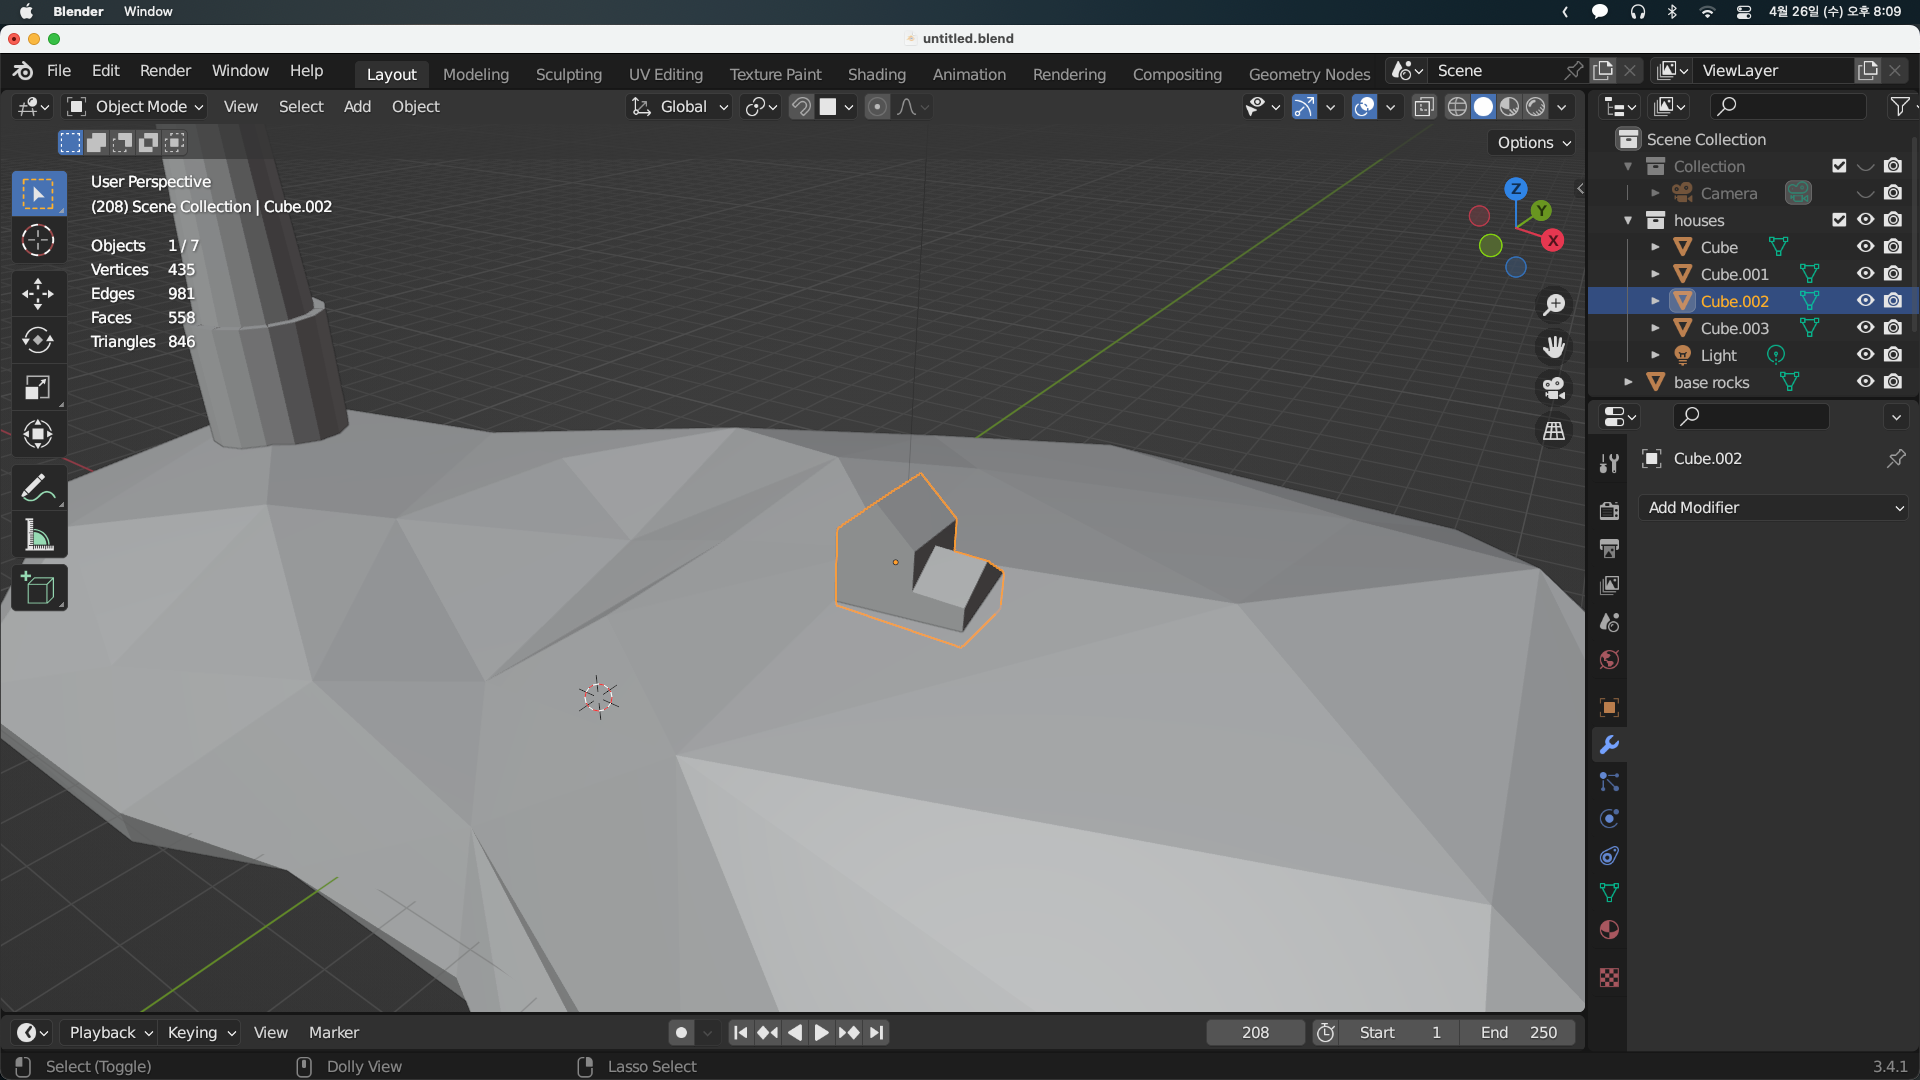 Blender Window
4월 26일 (수) 오후 8:09
untitled.blend
File Edit Render Window Help
Layout Modeling Sculpting UV Editing Texture Paint Shading Animation Rendering Compositing Geometry Nodes
Scene
ViewLayer
Object Mode View Select Add Object
Global
Options
User Perspective
(208) Scene Collection | Cube.002
Objects 1 / 7
Vertices 435
Edges 981
Faces 558
Triangles 846
Z
Y
X
Scene Collection
Collection
Camera
houses
Cube
Cube.001
Cube.002
Cube.003
Light
base rocks
Cube.002
Add Modifier
Playback Keying View Marker
208
Start 1
End 250
Select (Toggle)
Dolly View
Lasso Select
3.4.1